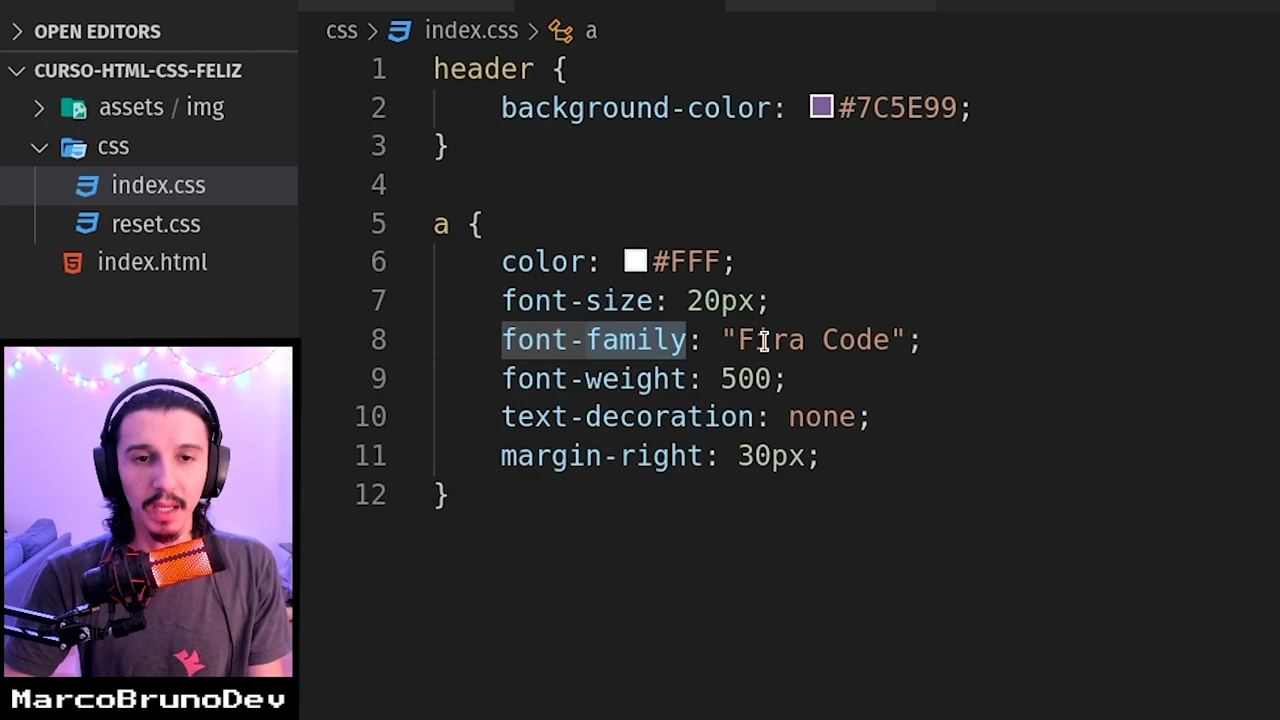 OPEN EDITORS
CURSO-HTML-CSS-FELIZ
assets / img
css
index.css
reset.css
index.html
css > index.css > a
1 header {
2 background-color: #7C5E99;
3 }
4
5 a {
6 color: #FFF;
7 font-size: 20px;
8 font-family: "Fira Code";
9 font-weight: 500;
10 text-decoration: none;
11 margin-right: 30px;
12 }
MarcoBrunoDev